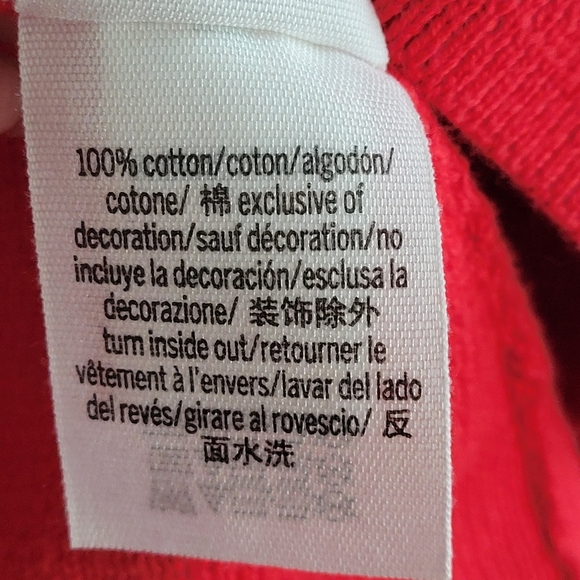 100% cotton/coton/algodón/
cotone/ 棉 exclusive of
decoration/sauf décoration/no
incluye la decoración/esclusa la
decorazione/ 装饰除外
turn inside out/retourner le
vêtement à l'envers/lavar del lado
del revés/girare al rovescio/ 反
面水洗